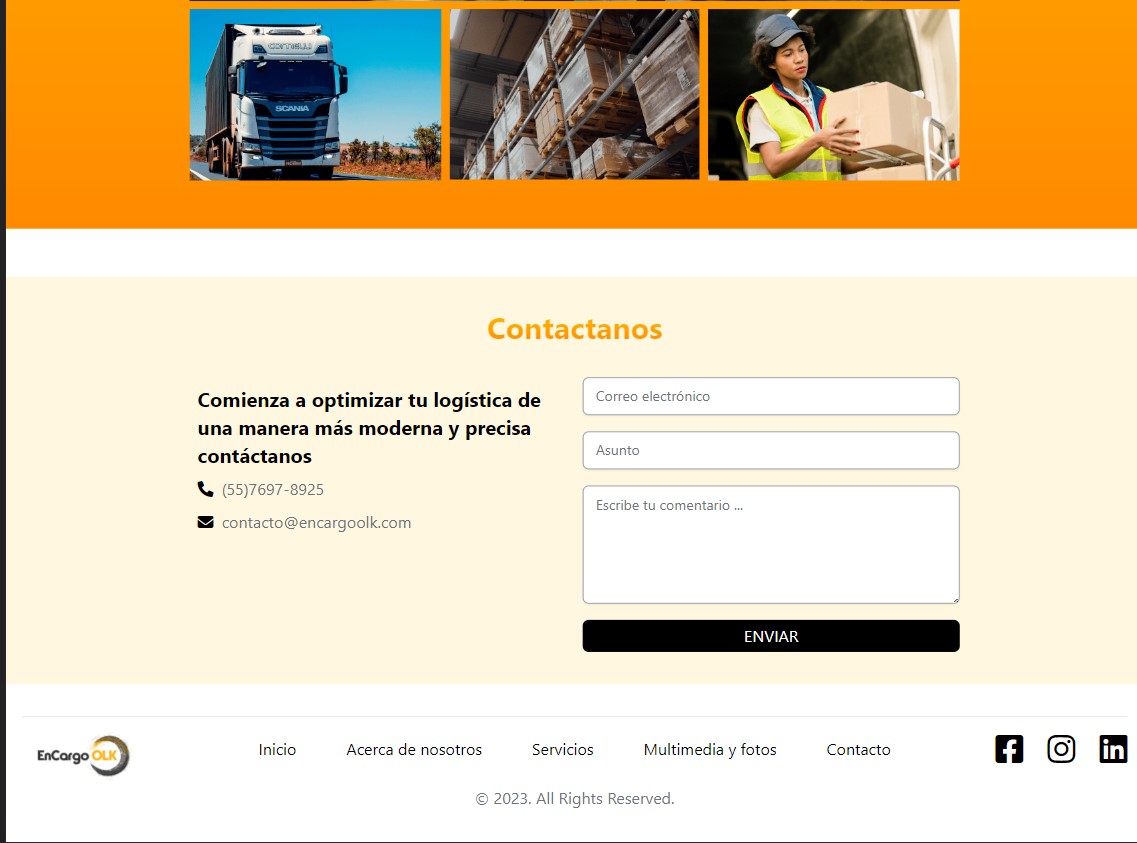 SCANIA
Contactanos
Comienza a optimizar tu logística de
una manera más moderna y precisa
contáctanos
(55)7697-8925
contacto@encargoolk.com
Correo electrónico
Asunto
Escribe tu comentario ...
ENVIAR
EnCargo OLK
Inicio
Acerca de nosotros
Servicios
Multimedia y fotos
Contacto
in
© 2023. All Rights Reserved.